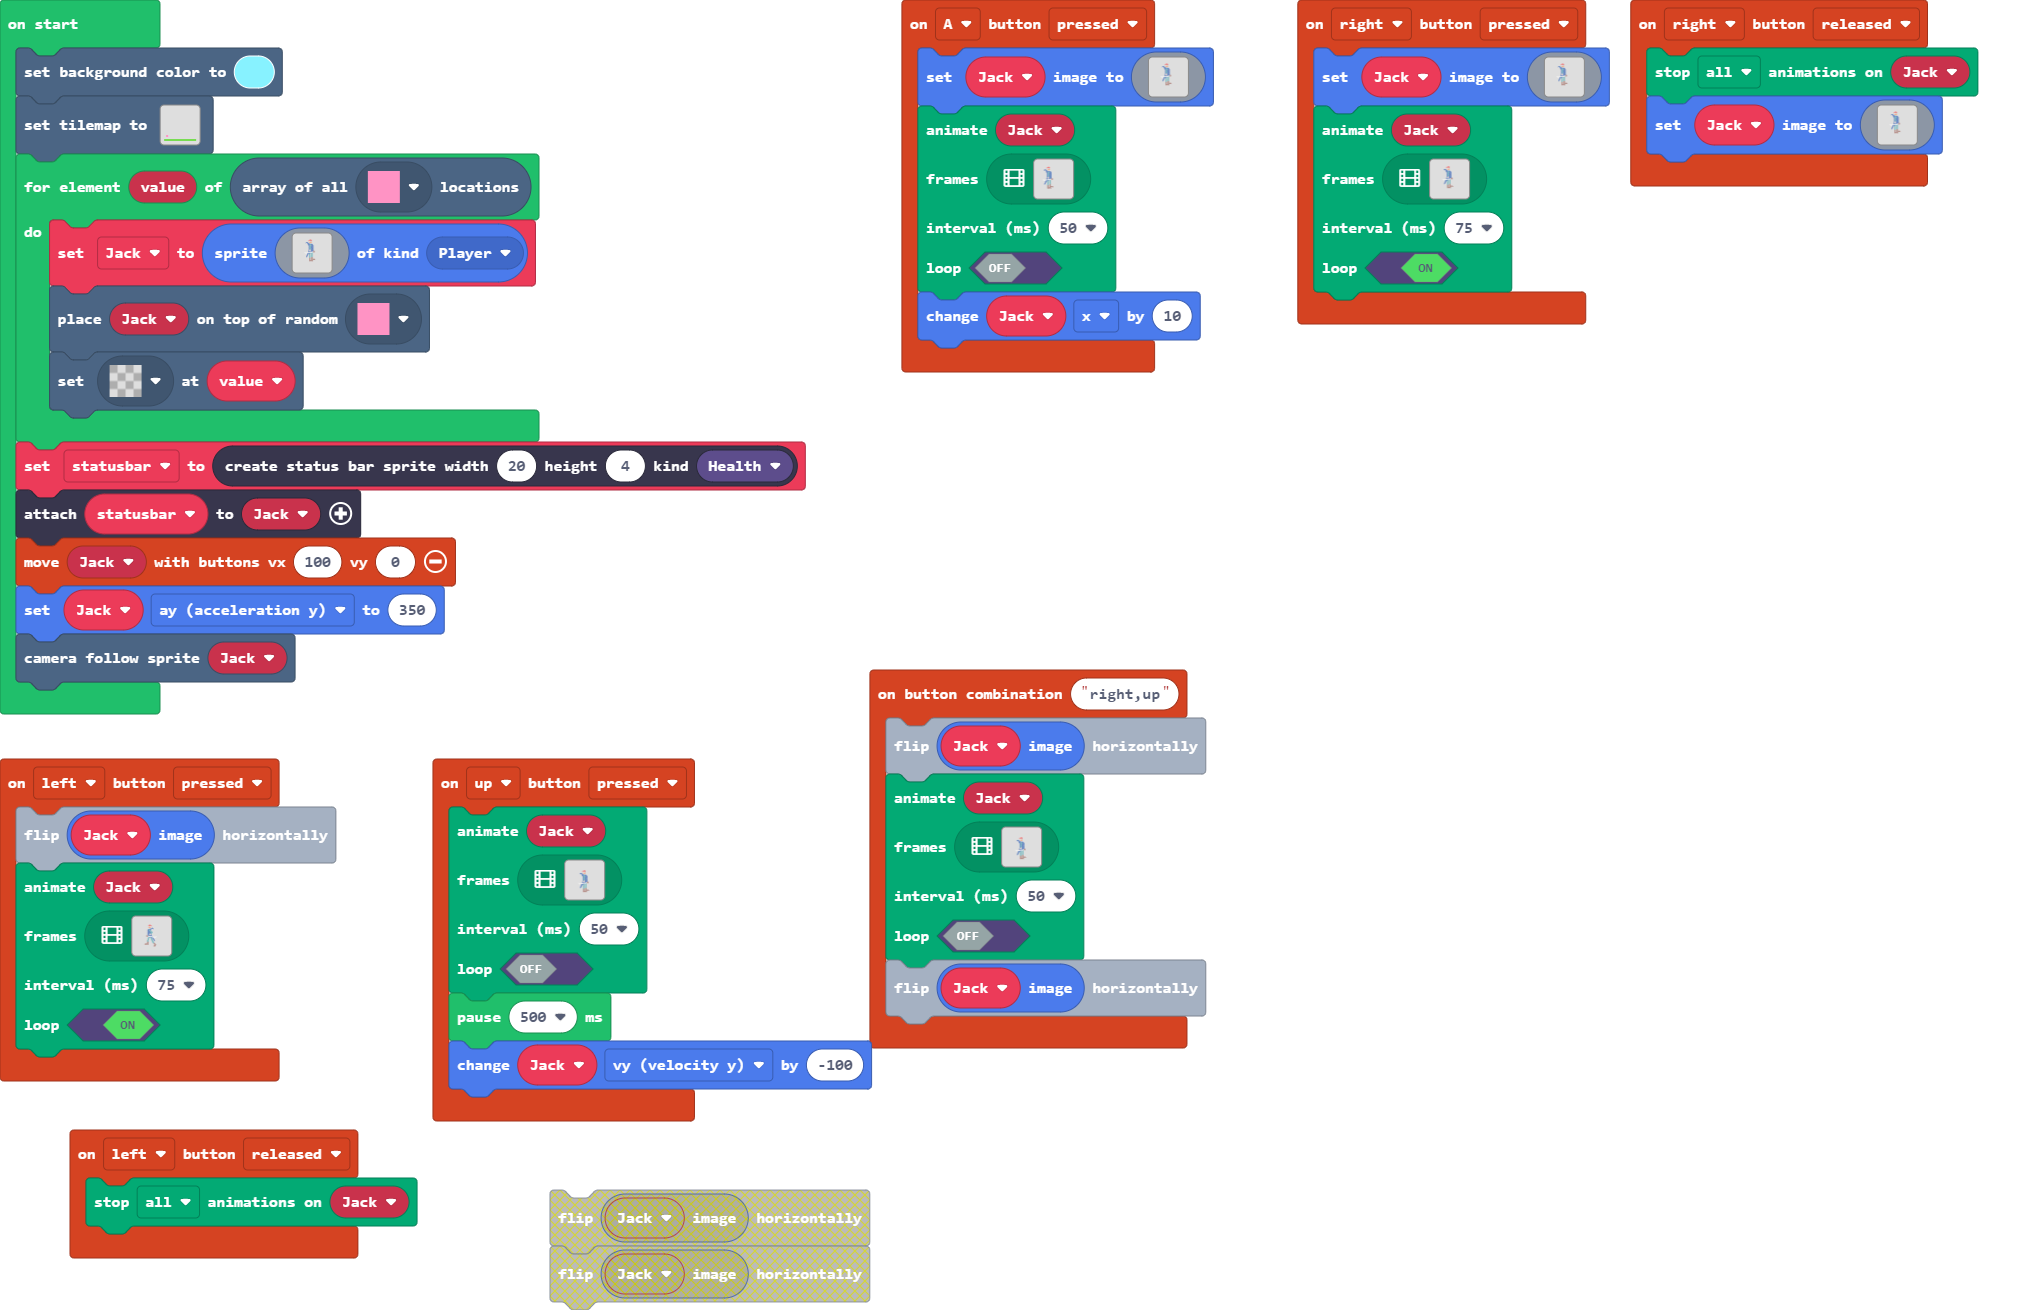 on start
set background color to
set tilemap to
for element value of array of all locations
do
set Jack to sprite of kind Player
place Jack on top of random
set at value
set statusbar to create status bar sprite width 20 height 4 kind Health
attach statusbar to Jack
move Jack with buttons vx 100 vy 0
set Jack ay (acceleration y) to 350
camera follow sprite Jack
on A button pressed
set Jack image to
animate Jack
frames
interval (ms) 50
loop OFF
change Jack x by 10
on right button pressed
set Jack image to
animate Jack
frames
interval (ms) 75
loop ON
on right button released
stop all animations on Jack
set Jack image to
on left button pressed
flip Jack image horizontally
animate Jack
frames
interval (ms) 75
loop ON
on up button pressed
animate Jack
frames
interval (ms) 50
loop OFF
pause 500 ms
change Jack vy (velocity y) by -100
on button combination "right,up"
flip Jack image horizontally
animate Jack
frames
interval (ms) 50
loop OFF
flip Jack image horizontally
on left button released
stop all animations on Jack
flip Jack image horizontally
flip Jack image horizontally